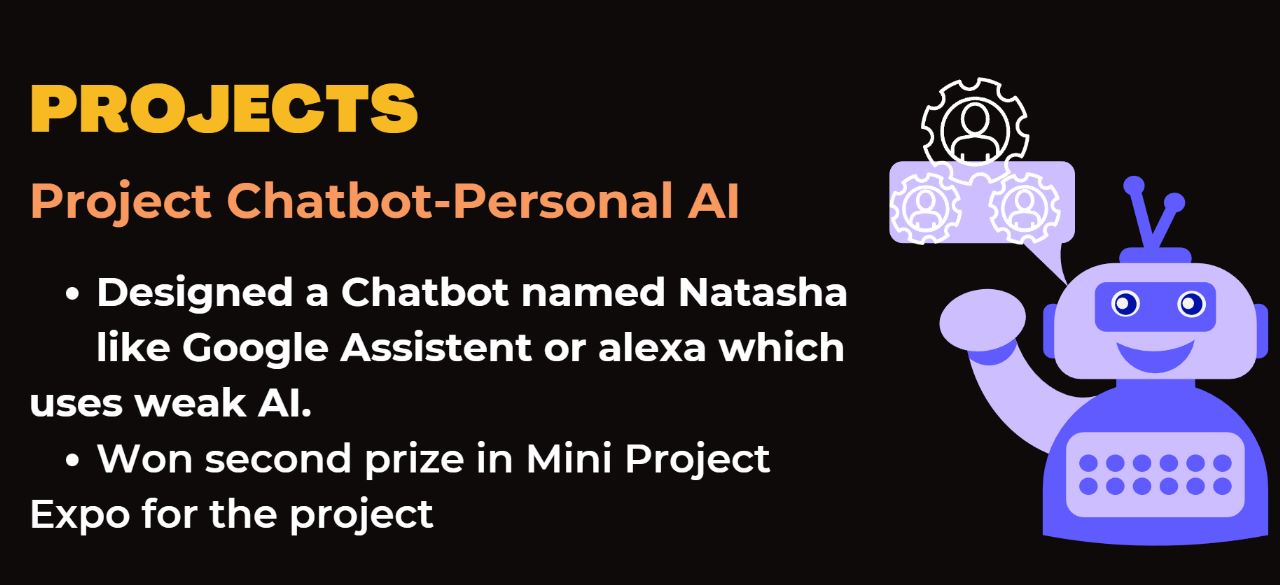 PROJECTS
Project Chatbot-Personal AI
• Designed a Chatbot named Natasha
like Google Assistent or alexa which
uses weak AI.
• Won second prize in Mini Project
Expo for the project